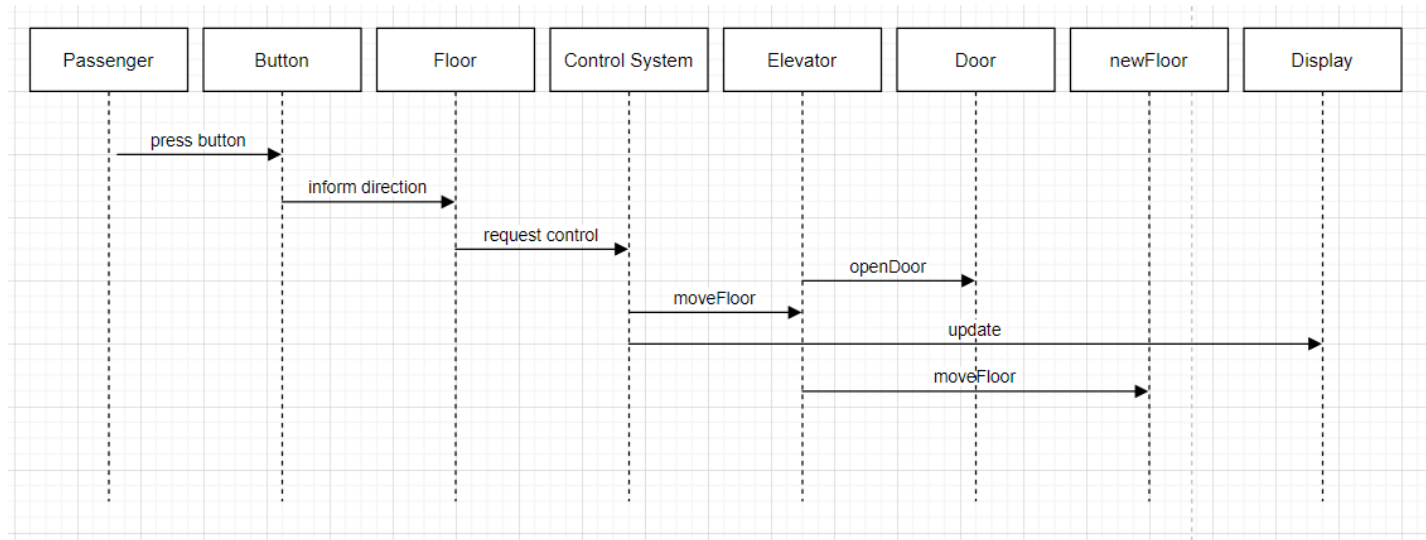 Passenger
Button
Floor
Control System
Elevator
Door
newFloor
Display
press button
inform direction
request control
openDoor
moveFloor
update
moveFloor